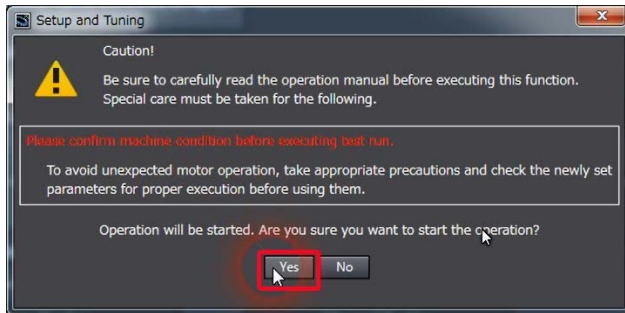 Setup and Tuning
Caution!
Be sure to carefully read the operation manual before executing this function.
Special care must be taken for the following.
Please confirm machine condition before executing test run.
To avoid unexpected motor operation, take appropriate precautions and check the newly set
parameters for proper execution before using them.
Operation will be started. Are you sure you want to start the operation?
Yes No